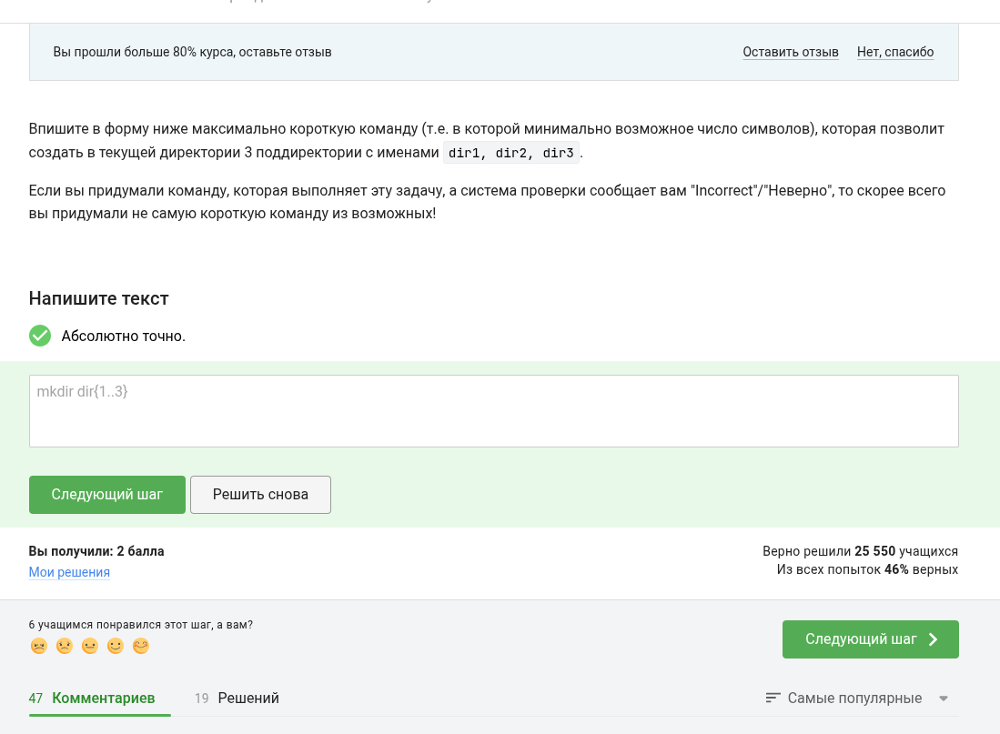 Вы прошли больше 80% курса, оставьте отзыв
Оставить отзыв
Нет, спасибо
Впишите в форму ниже максимально короткую команду (т.е. в которой минимально возможное число символов), которая позволит
создать в текущей директории 3 поддиректории с именами dir1, dir2, dir3.
Если вы придумали команду, которая выполняет эту задачу, а система проверки сообщает вам "Incorrect"/"Неверно", то скорее всего
вы придумали не самую короткую команду из возможных!
Напишите текст
Абсолютно точно.
mkdir dir{1..3}
Следующий шаг
Решить снова
Вы получили: 2 балла
Мои решения
Верно решили 25 550 учащихся
Из всех попыток 46% верных
6 учащимся понравился этот шаг, а вам?
Следующий шаг
47 Комментариев
19 Решений
Самые популярные